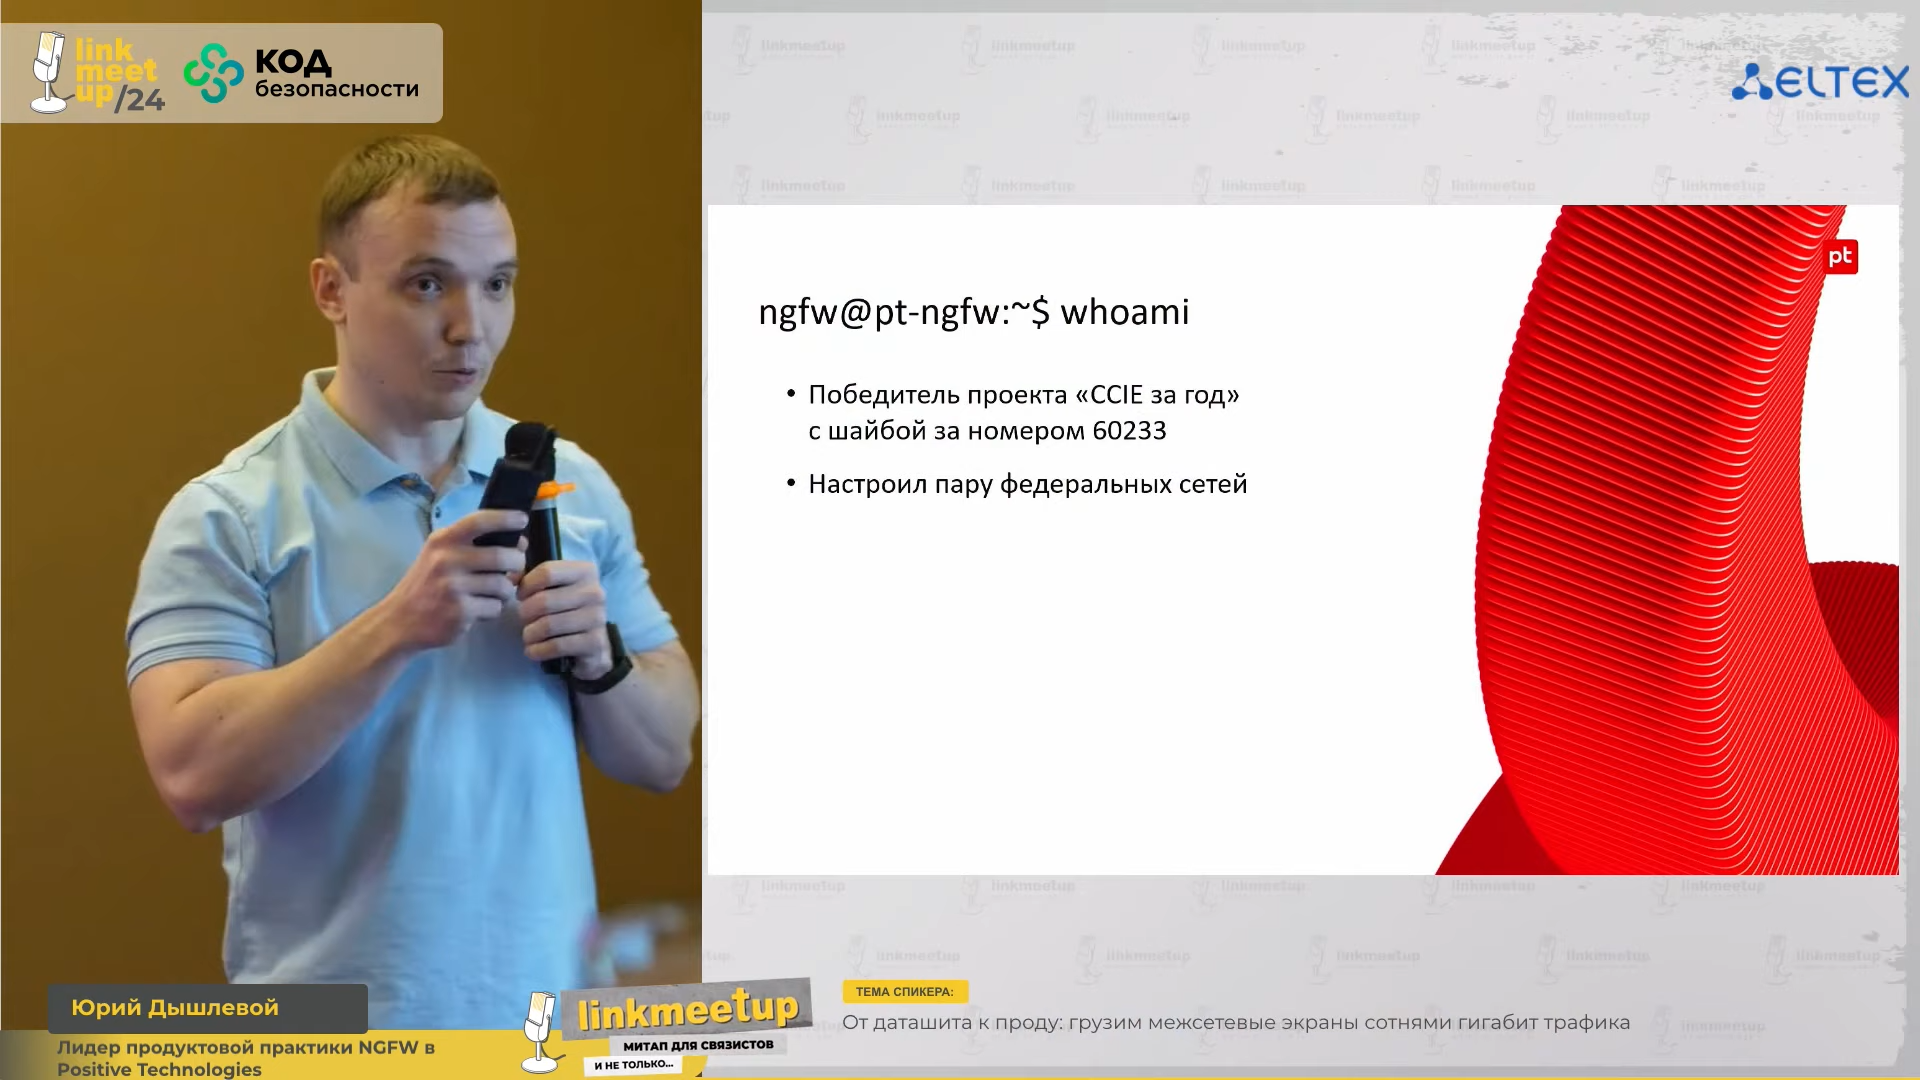 link
meet
up/24
КОД
безопасности
ELTEX
pt
ngfw@pt-ngfw:~$ whoami
• Победитель проекта «CCIE за год»
с шайбой за номером 60233
• Настроил пару федеральных сетей
Юрий Дышлевой
Лидер продуктовой практики NGFW в
Positive Technologies
linkmeetup
МИТАП ДЛЯ СВЯЗИСТОВ
И НЕ ТОЛЬКО...
ТЕМА СПИКЕРА:
От даташита к проду: грузим межсетевые экраны сотнями гигабит трафика